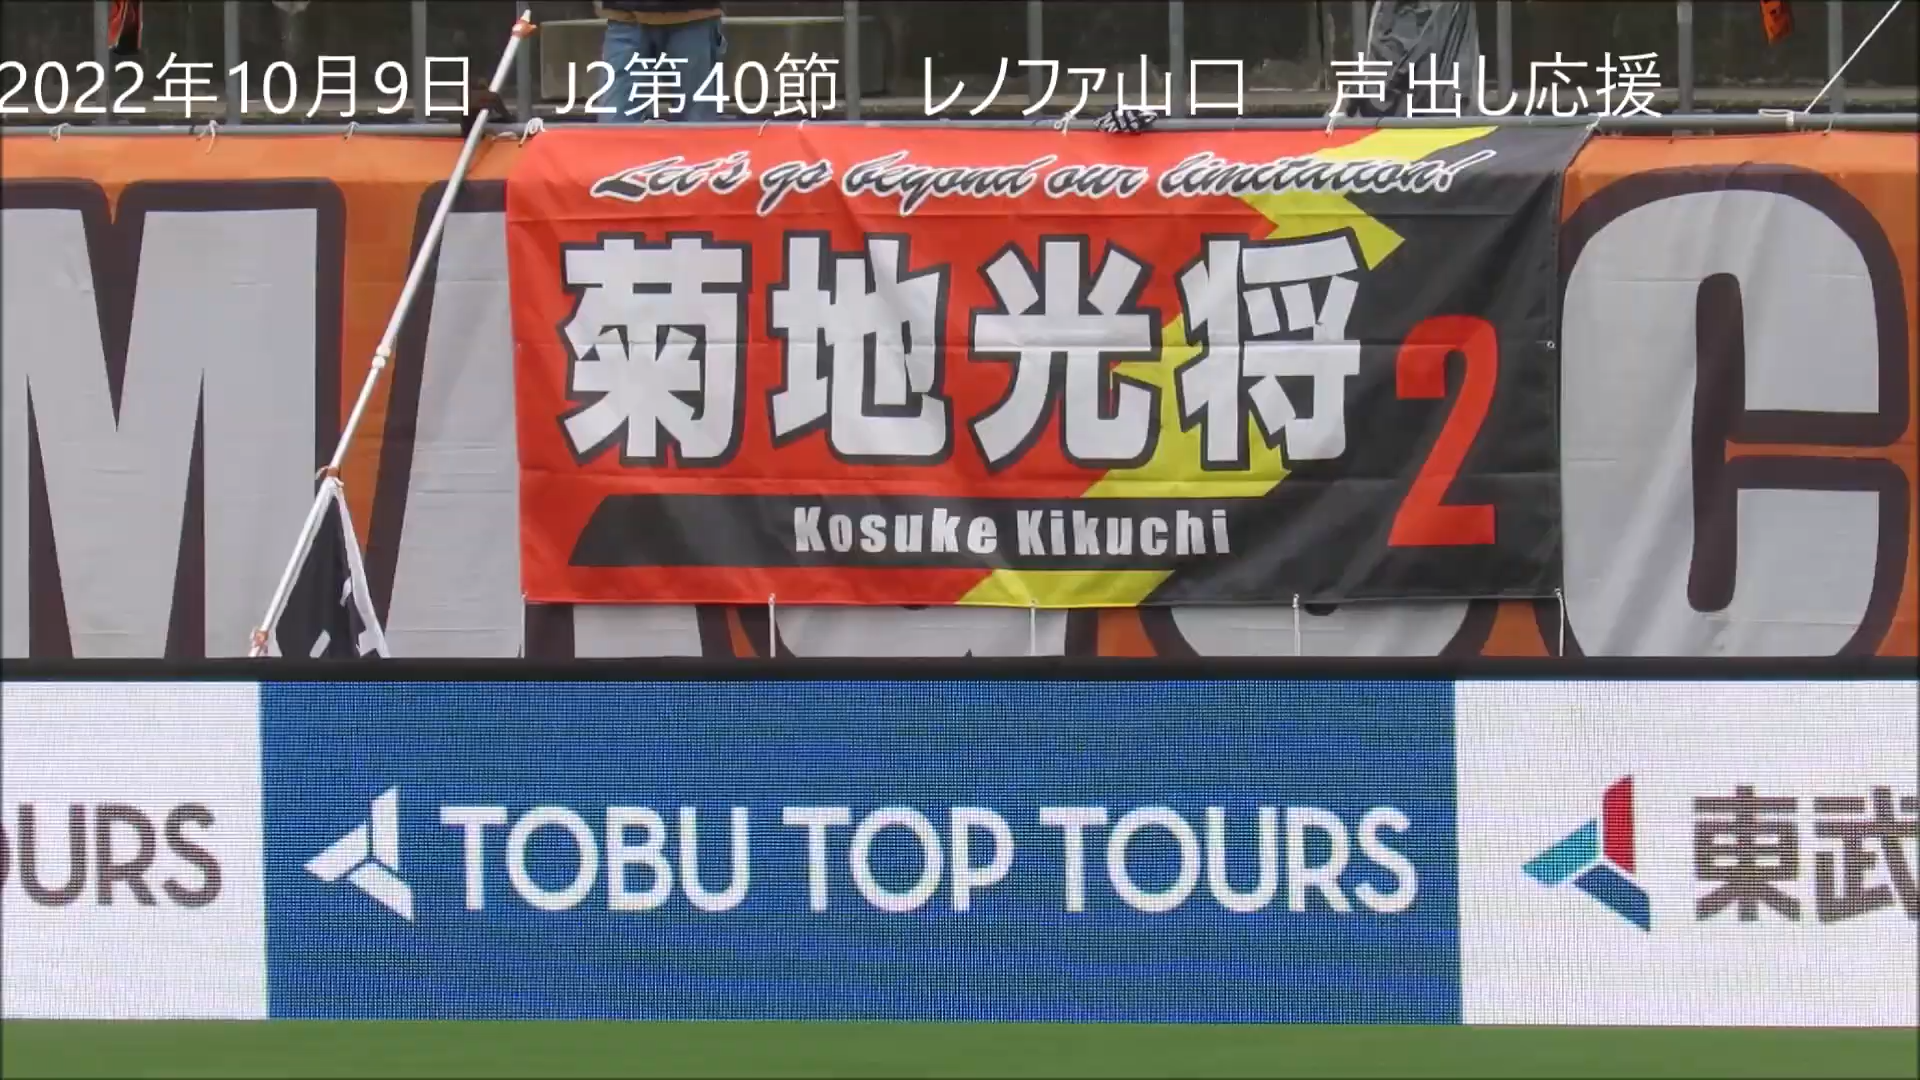 2022年10月9日　J2第40節　レノファ山口　声出し応援
Let's go beyond our limitation!
菊地光将 2
Kosuke Kikuchi
OURS TOBU TOP TOURS 東武